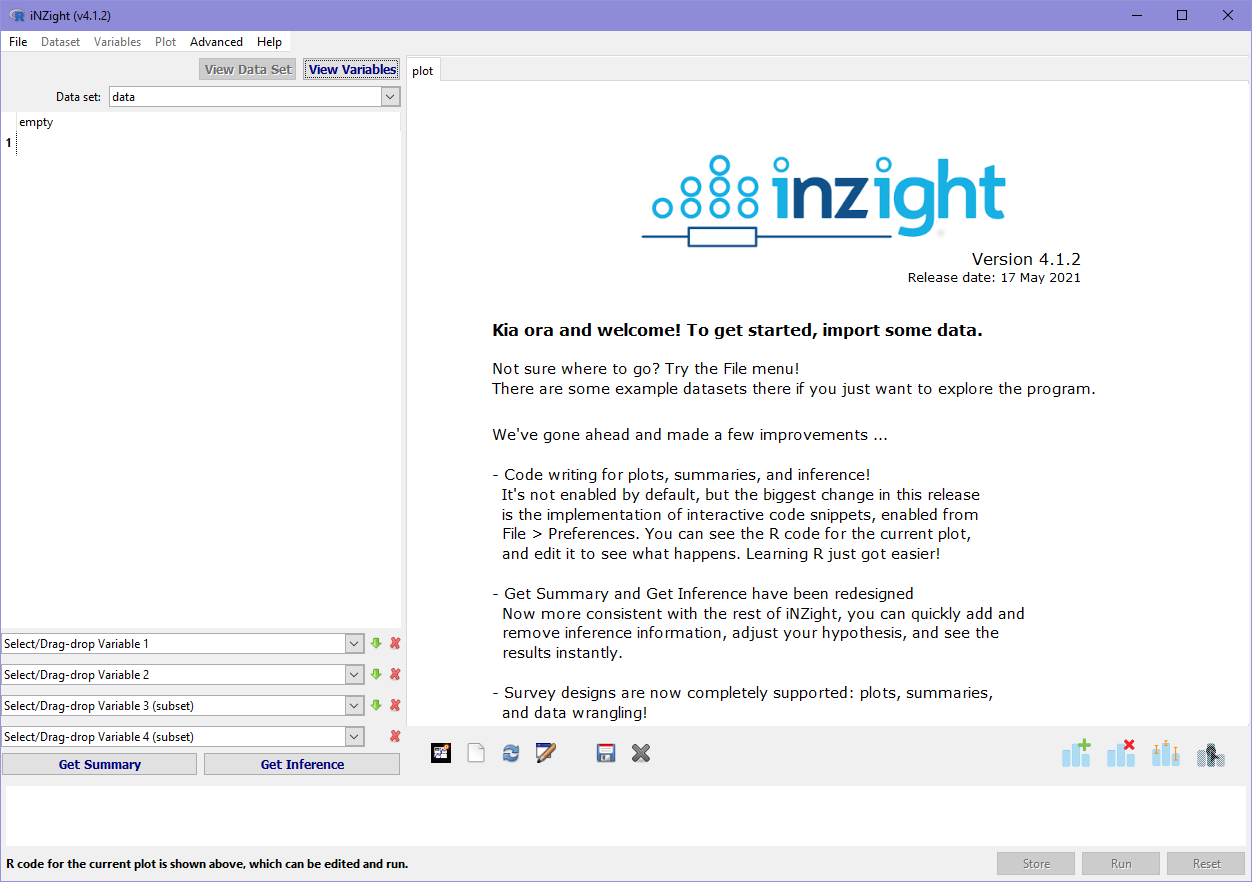 iNZight (v4.1.2)
File Dataset Variables Plot Advanced Help
View Data Set View Variables
plot
Data set: data
empty
1
inzight
Version 4.1.2
Release date: 17 May 2021
Kia ora and welcome! To get started, import some data.
Not sure where to go? Try the File menu!
There are some example datasets there if you just want to explore the program.
We've gone ahead and made a few improvements ...
- Code writing for plots, summaries, and inference!
It's not enabled by default, but the biggest change in this release
is the implementation of interactive code snippets, enabled from
File > Preferences. You can see the R code for the current plot,
and edit it to see what happens. Learning R just got easier!
- Get Summary and Get Inference have been redesigned
Now more consistent with the rest of iNZight, you can quickly add and
remove inference information, adjust your hypothesis, and see the
results instantly.
- Survey designs are now completely supported: plots, summaries,
and data wrangling!
Select/Drag-drop Variable 1
Select/Drag-drop Variable 2
Select/Drag-drop Variable 3 (subset)
Select/Drag-drop Variable 4 (subset)
Get Summary Get Inference
R code for the current plot is shown above, which can be edited and run.
Store Run Reset